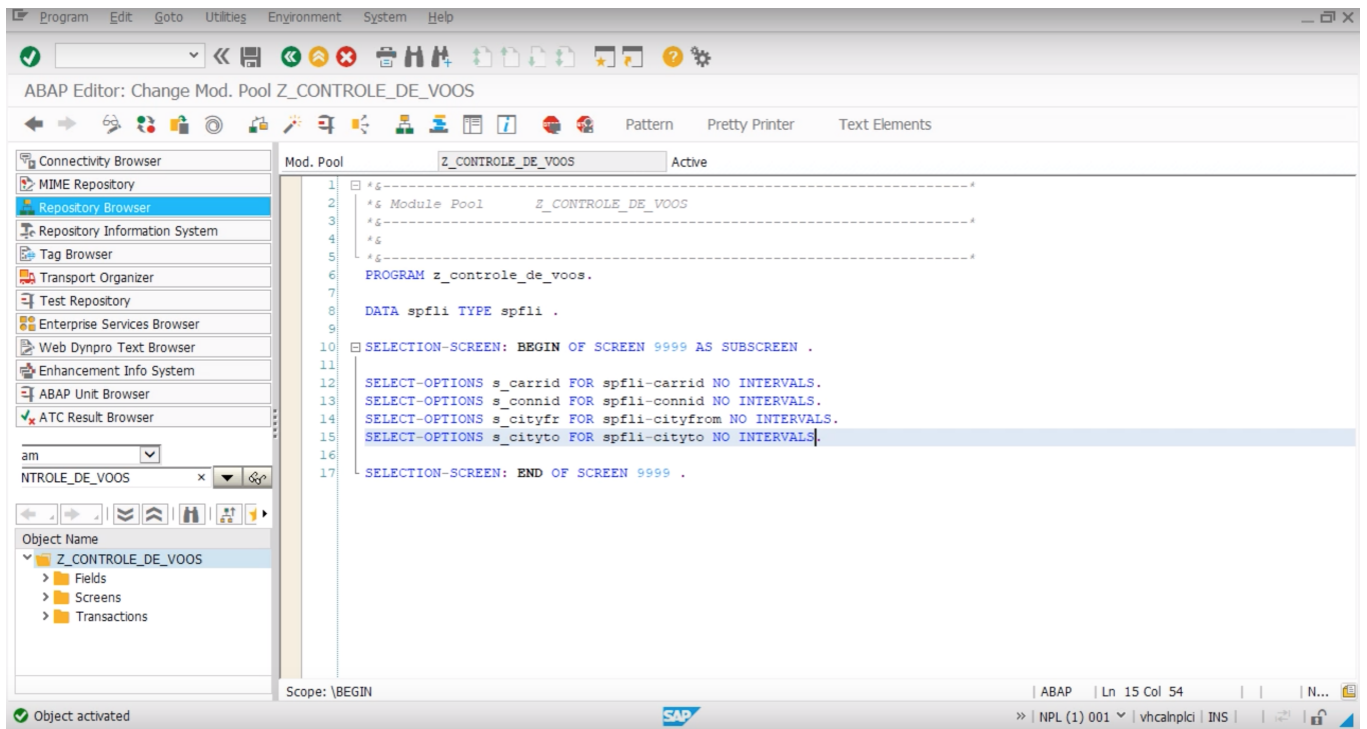 Program Edit Goto Utilities Environment System Help
ABAP Editor: Change Mod. Pool Z_CONTROLE_DE_VOOS
Pattern Pretty Printer Text Elements
Connectivity Browser
MIME Repository
Repository Browser
Repository Information System
Tag Browser
Transport Organizer
Test Repository
Enterprise Services Browser
Web Dynpro Text Browser
Enhancement Info System
ABAP Unit Browser
ATC Result Browser
am
NTROLE_DE_VOOS
Object Name
Z_CONTROLE_DE_VOOS
Fields
Screens
Transactions
Mod. Pool Z_CONTROLE_DE_VOOS Active
1 *&---------------------------------------------------------------------*
2 *& Module Pool      Z_CONTROLE_DE_VOOS
3 *&---------------------------------------------------------------------*
4 *&
5 *&---------------------------------------------------------------------*
6 PROGRAM z_controle_de_voos.
7
8 DATA spfli TYPE spfli .
9
10 SELECTION-SCREEN: BEGIN OF SCREEN 9999 AS SUBSCREEN .
11
12 SELECT-OPTIONS s_carrid FOR spfli-carrid NO INTERVALS.
13 SELECT-OPTIONS s_connid FOR spfli-connid NO INTERVALS.
14 SELECT-OPTIONS s_cityfr FOR spfli-cityfrom NO INTERVALS.
15 SELECT-OPTIONS s_cityto FOR spfli-cityto NO INTERVALS.
16
17 SELECTION-SCREEN: END OF SCREEN 9999 .
Scope: \BEGIN ABAP Ln 15 Col 54 N...
Object activated SAP » NPL (1) 001 vhcalnplci INS